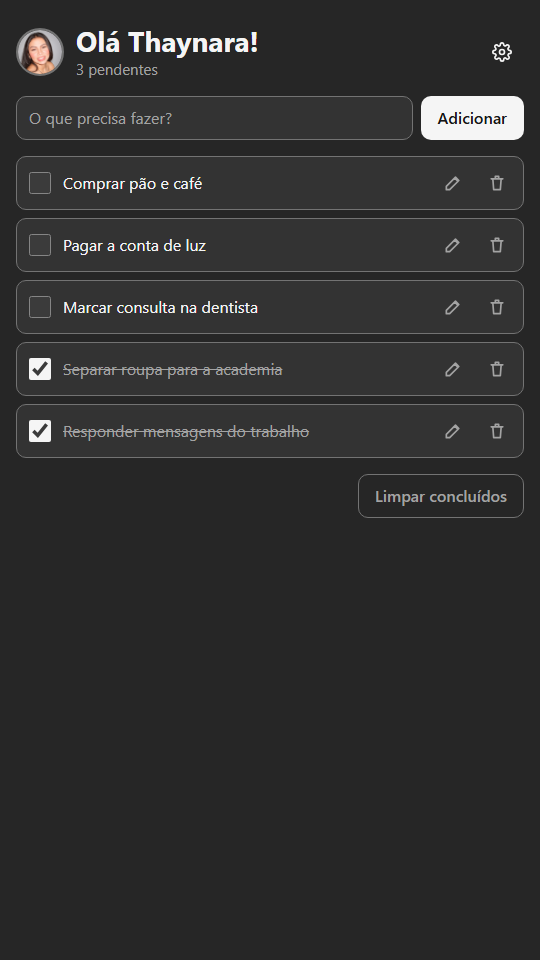 Olá Thaynara!
3 pendentes
O que precisa fazer?
Adicionar
Comprar pão e café
Pagar a conta de luz
Marcar consulta na dentista
Separar roupa para a academia
Responder mensagens do trabalho
Limpar concluídos